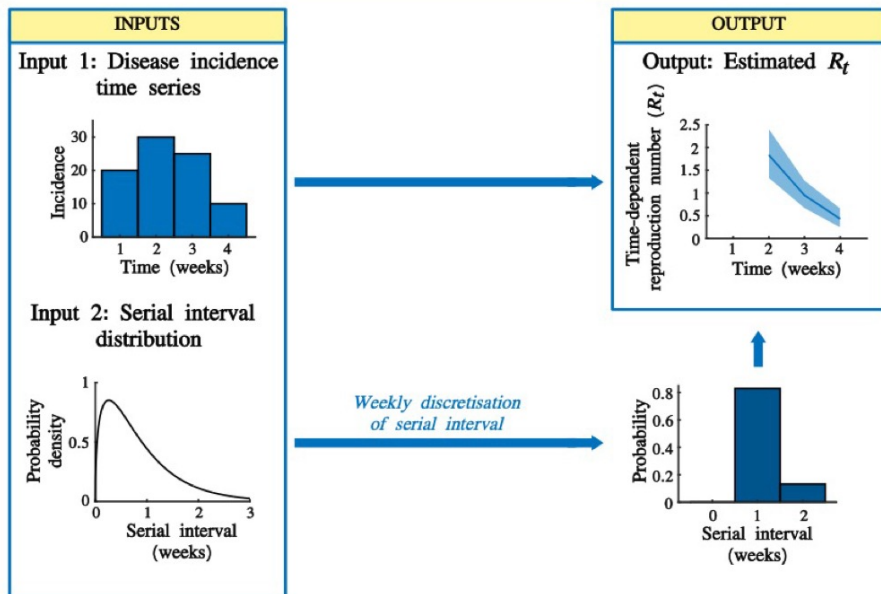 INPUTS
Input 1: Disease incidence
time series
Incidence
30
20
10
0
1 2 3 4
Time (weeks)
Input 2: Serial interval
distribution
Probability
density
1
0.5
0
0 1 2 3
Serial interval
(weeks)
Weekly discretisation
of serial interval
OUTPUT
Output: Estimated Rt
Time-dependent
reproduction number (Rt)
2.5
2
1.5
1
0.5
0
1 2 3 4
Time (weeks)
Probability
0.8
0.6
0.4
0.2
0
0 1 2
Serial interval
(weeks)